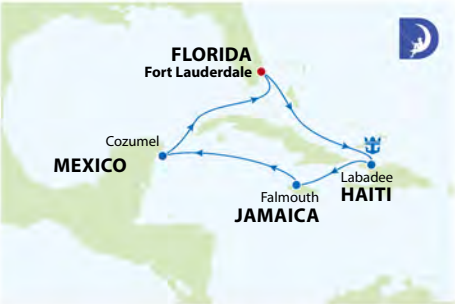 FLORIDA
Fort Lauderdale
Cozumel
MEXICO
Labadee
HAITI
Falmouth
JAMAICA